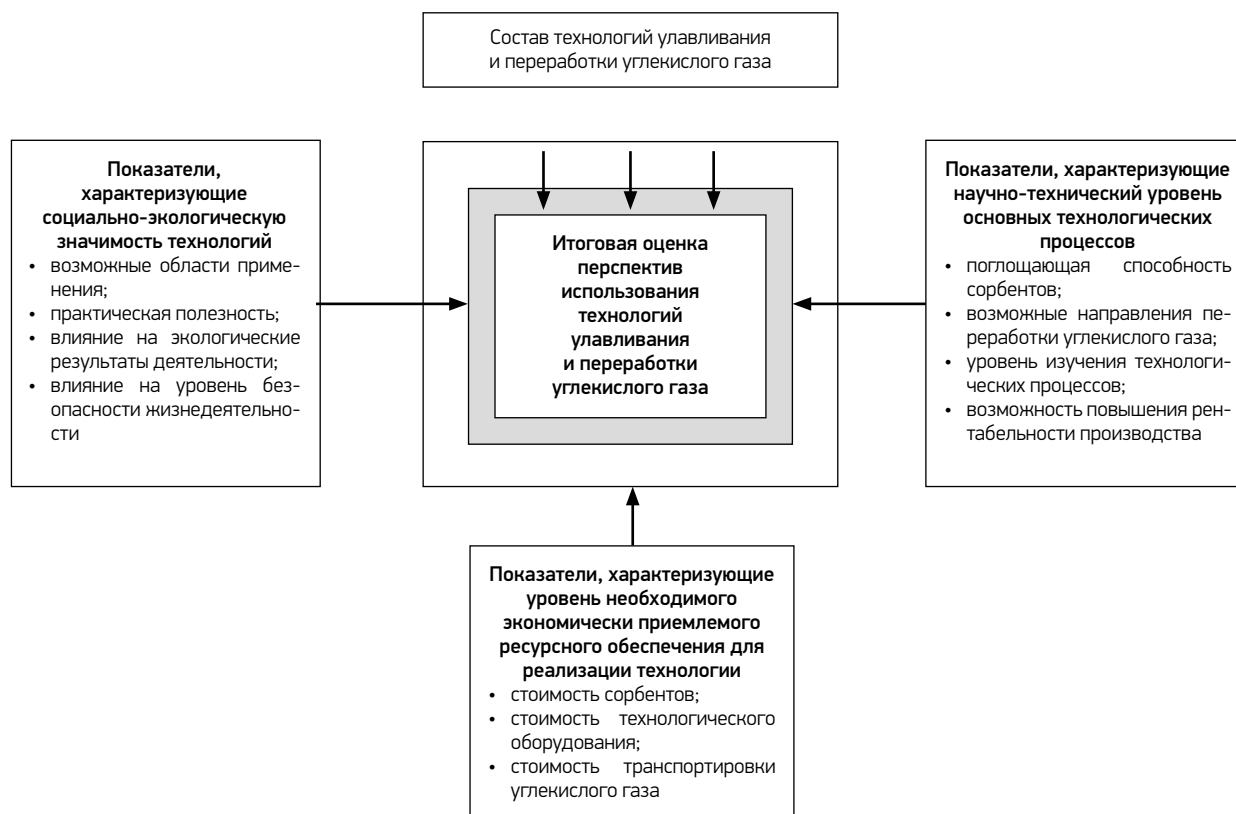 Состав технологий улавливания
и переработки углекислого газа
Показатели,
характеризующие
социально-экологическую
значимость технологий
• возможные области приме-
нения;
• практическая полезность;
• влияние на экологические
результаты деятельности;
• влияние на уровень без-
опасности жизнедеятельно-
сти
Итоговая оценка
перспектив
использования
технологий
улавливания
и переработки
углекислого газа
Показатели, характеризующие
научно-технический уровень
основных технологических
процессов
• поглощающая способность
сорбентов;
• возможные направления пе-
реработки углекислого газа;
• уровень изучения технологи-
ческих процессов;
• возможность повышения рен-
табельности производства
Показатели, характеризующие
уровень необходимого
экономически приемлемого
ресурсного обеспечения для
реализации технологии
• стоимость сорбентов;
• стоимость технологического
оборудования;
• стоимость транспортировки
углекислого газа